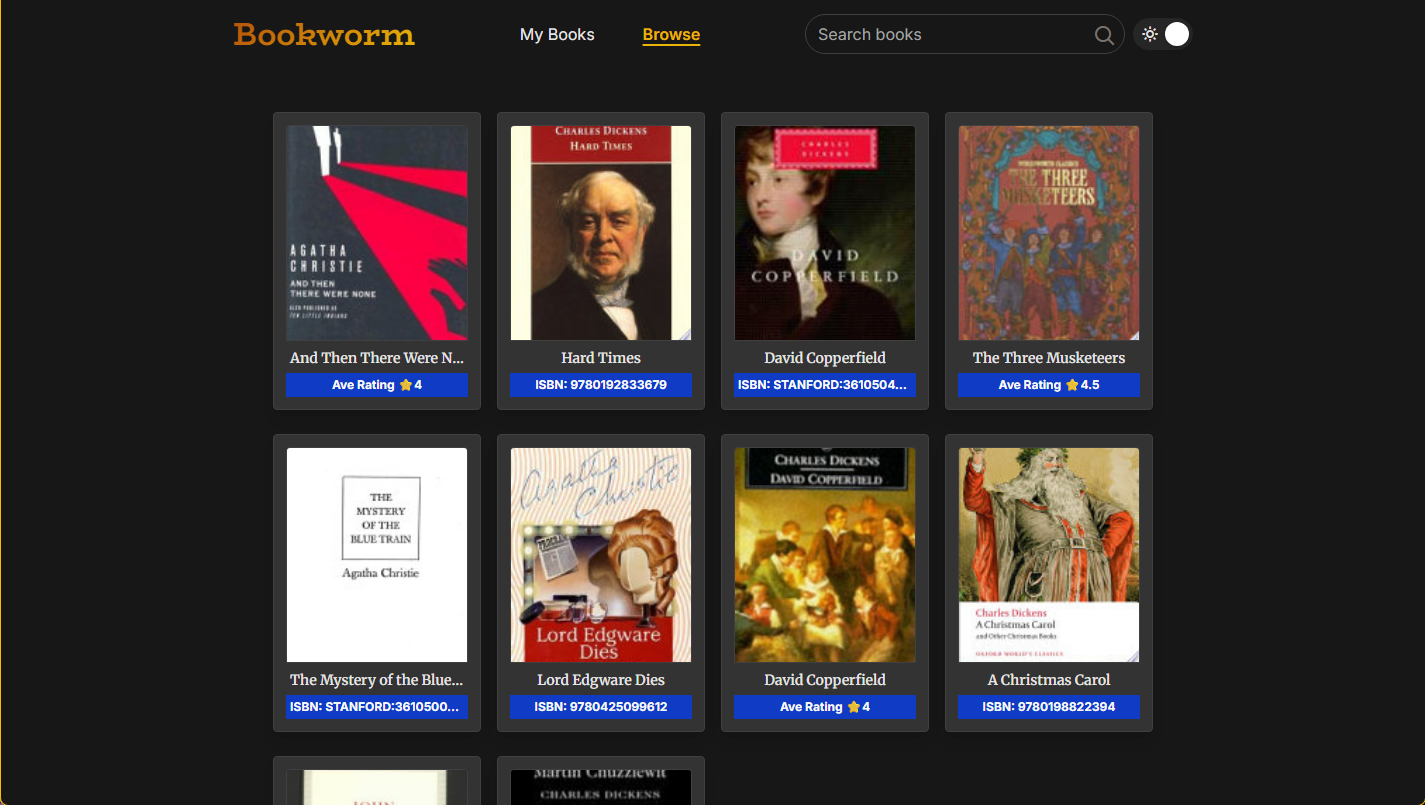 Bookworm
My Books
Browse
Search books
AGATHA
CHRISTIE
AND THEN
THERE WERE NONE
ALSO PUBLISHED AS
TEN LITTLE INDIANS
And Then There Were N...
Ave Rating ⭐ 4
CHARLES DICKENS
HARD TIMES
Hard Times
ISBN: 9780192833679
CHARLES
DICKENS
DAVID
COPPERFIELD
David Copperfield
ISBN: STANFORD:3610504...
WORDSWORTH CLASSICS
THE THREE
MUSKETEERS
The Three Musketeers
Ave Rating ⭐ 4.5
THE
MYSTERY
OF THE
BLUE TRAIN
Agatha Christie
The Mystery of the Blue...
ISBN: STANFORD:3610500...
Agatha
Christie
Lord Edgware
Dies
Lord Edgware Dies
ISBN: 9780425099612
CHARLES DICKENS
DAVID COPPERFIELD
David Copperfield
Ave Rating ⭐ 4
Charles Dickens
A Christmas Carol
and Other Christmas Books
OXFORD WORLD'S CLASSICS
A Christmas Carol
ISBN: 9780198822394
JOHN
Martin Chuzzlewit
CHARLES DICKENS